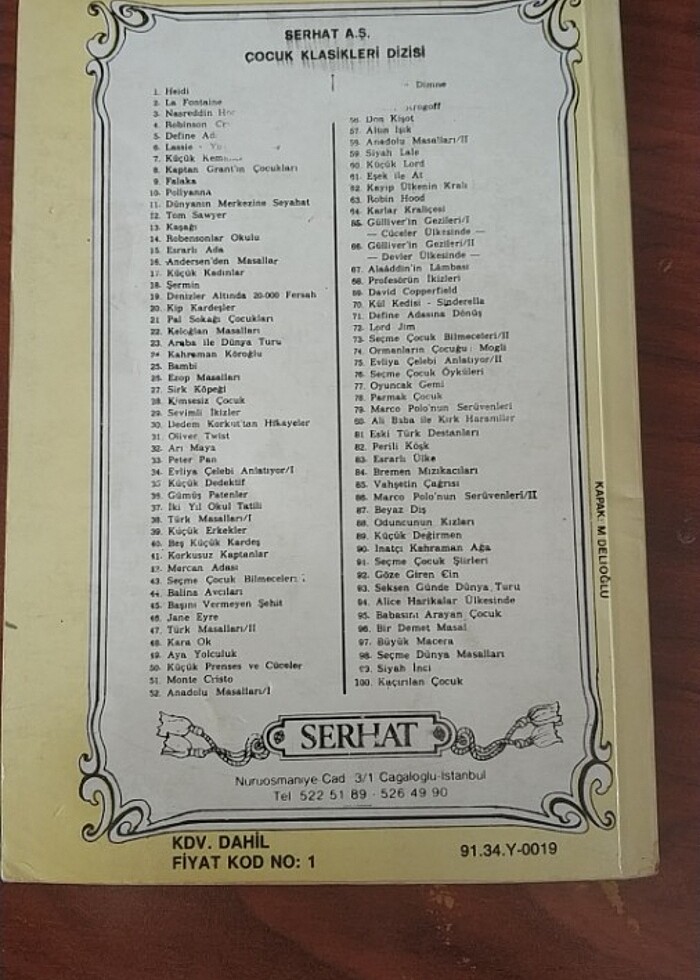 SERHAT A.Ş.
ÇOCUK KLASİKLERİ DİZİSİ
1. Heidi
2. La Fontaine
3. Nasreddin
4. Robinson
5. Define
6. Lassie
7. Küçük
8. Kaptan Grant'ın Çocukları
9. Falaka
10. Pollyanna
11. Dünyanın Merkezine Seyahat
12. Tom Sawyer
13. Kaşağı
14. Robensonlar Okulu
15. Esrarlı Ada
16. Andersen'den Masallar
17. Küçük Kadınlar
18. Şermin
19. Denizler Altında 20-000 Fersah
20. Kip Kardeşler
21. Pal Sokağı Çocukları
22. Keloğlan Masalları
23. Araba ile Dünya Turu
24. Kahraman Köroğlu
25. Bambi
26. Ezop Masalları
27. Sirk Köpeği
28. Kimsesiz Çocuk
29. Sevimli İkizler
30. Dedem Korkut'tan Hikayeler
31. Oliver Twist
32. Arı Maya
33. Peter Pan
34. Evliya Çelebi Anlatıyor/I
35. Küçük Dedektif
36. Gümüş Patenler
37. İki Yıl Okul Tatili
38. Türk Masalları/I
39. Küçük Erkekler
40. Beş Küçük Kardeş
41. Korkusuz Kaptanlar
42. Mercan Adası
43. Seçme Çocuk Bilmeceleri
44. Balina Avcıları
45. Başını Vermeyen Şehit
46. Jane Eyre
47. Türk Masalları/II
48. Kara Ok
49. Aya Yolculuk
50. Küçük Prenses ve Cüceler
51. Monte Cristo
52. Anadolu Masalları/I
Dimne
56. Don Kişot
57. Altın Işık
58. Anadolu Masalları/II
59. Siyah Lale
60. Küçük Lord
61. Eşek ile At
62. Kayıp Ülkenin Kralı
63. Robin Hood
64. Karlar Kraliçesi
65. Gülliver'in Gezileri/I
— Cüceler Ülkesinde —
66. Gülliver'in Gezileri/II
— Devler Ülkesinde —
67. Alaaddin'in Lâmbası
68. Profesörün İkizleri
69. David Copperfield
70. Kül Kedisi - Sinderella
71. Define Adasına Dönüş
72. Lord Jim
73. Seçme Çocuk Bilmeceleri/II
74. Ormanların Çocuğu: Mogli
75. Evliya Çelebi Anlatıyor/II
76. Seçme Çocuk Öyküleri
77. Oyuncak Gemi
78. Parmak Çocuk
79. Marco Polo'nun Serüvenleri
80. Ali Baba ile Kırk Haramiler
81. Eski Türk Destanları
82. Perili Köşk
83. Esrarlı Ülke
84. Bremen Mızıkacıları
85. Vahşetin Çağrısı
86. Marco Polo'nun Serüvenleri/II
87. Beyaz Diş
88. Oduncunun Kızları
89. Küçük Değirmen
90. İnatçı Kahraman Ağa
91. Seçme Çocuk Şiirleri
92. Göze Giren Cin
93. Seksen Günde Dünya Turu
94. Alice Harikalar Ülkesinde
95. Babasını Arayan Çocuk
96. Bir Demet Masal
97. Büyük Macera
98. Seçme Dünya Masalları
99. Siyah İnci
100. Kaçırılan Çocuk
KAPAK: M DELİOĞLU
SERHAT
Nuruosmaniye Cad 3/1 Cağaloğlu-İstanbul
Tel 522 51 89 - 526 49 90
KDV. DAHİL
FİYAT KOD NO: 1
91.34.Y-0019